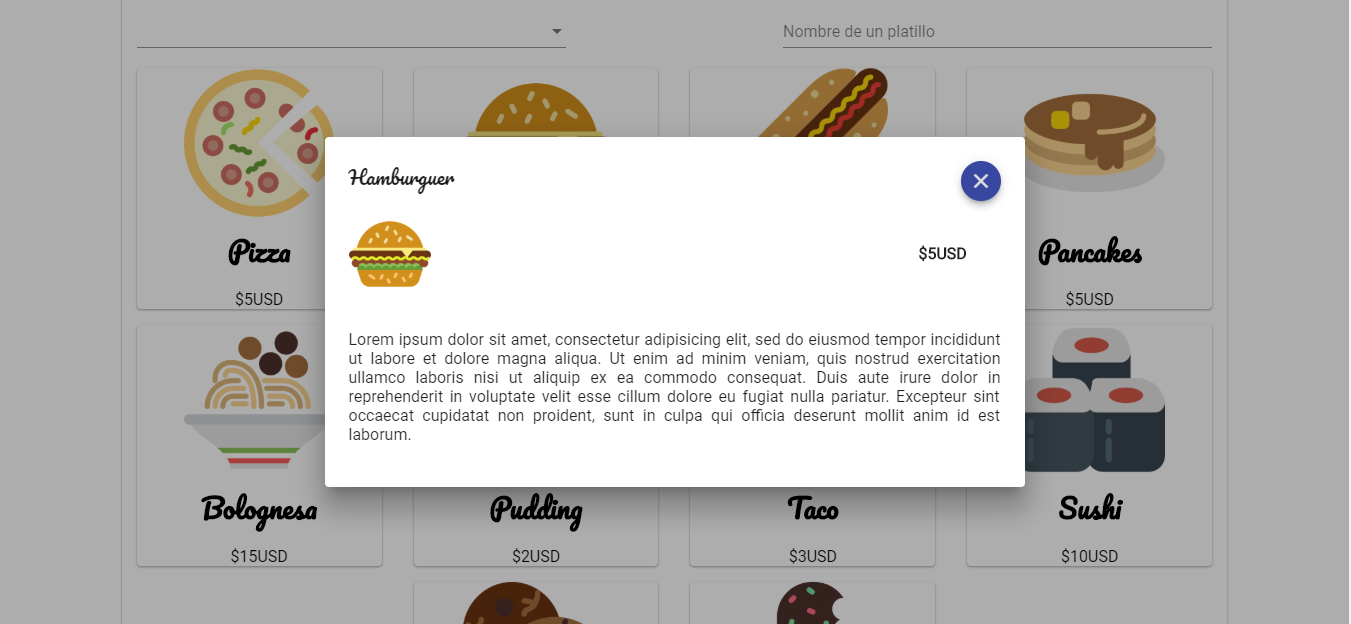 Nombre de un platillo
Hamburguer
$5USD
Lorem ipsum dolor sit amet, consectetur adipisicing elit, sed do eiusmod tempor incididunt
ut labore et dolore magna aliqua. Ut enim ad minim veniam, quis nostrud exercitation
ullamco laboris nisi ut aliquip ex ea commodo consequat. Duis aute irure dolor in
reprehenderit in voluptate velit esse cillum dolore eu fugiat nulla pariatur. Excepteur sint
occaecat cupidatat non proident, sunt in culpa qui officia deserunt mollit anim id est
laborum.
Pizza
$5USD
Pancakes
$5USD
Bolognesa
$15USD
Pudding
$2USD
Taco
$3USD
Sushi
$10USD